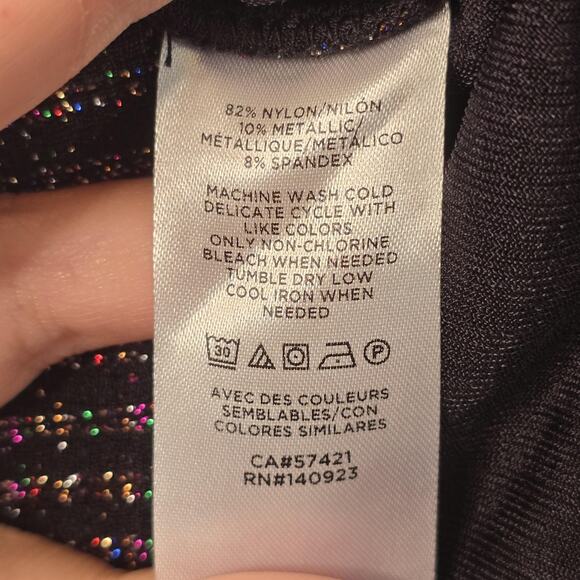 82% NYLON/NILÓN
10% METALLIC/
MÉTALLIQUE/METÁLICO
8% SPANDEX
MACHINE WASH COLD
DELICATE CYCLE WITH
LIKE COLORS
ONLY NON-CHLORINE
BLEACH WHEN NEEDED
TUMBLE DRY LOW
COOL IRON WHEN
NEEDED
30 P
AVEC DES COULEURS
SEMBLABLES/CON
COLORES SIMILARES
CA#57421
RN#140923